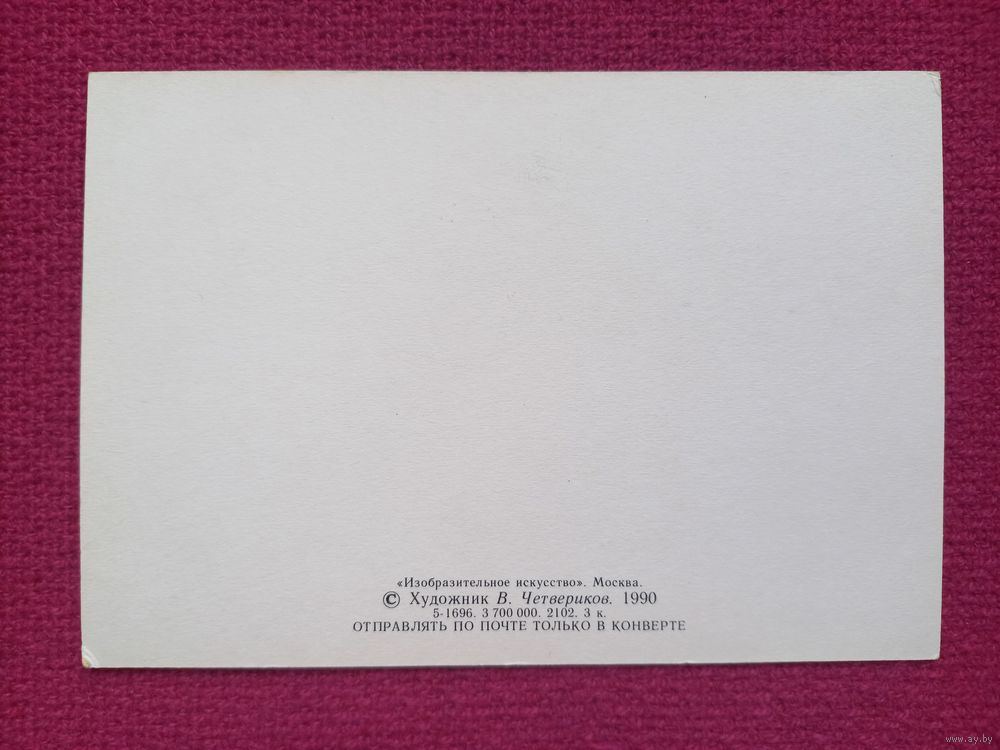 «Изобразительное искусство». Москва.
© Художник В. Четвериков. 1990
5-1696. 3 700 000. 2102. 3 к.
ОТПРАВЛЯТЬ ПО ПОЧТЕ ТОЛЬКО В КОНВЕРТЕ
www.ay.by